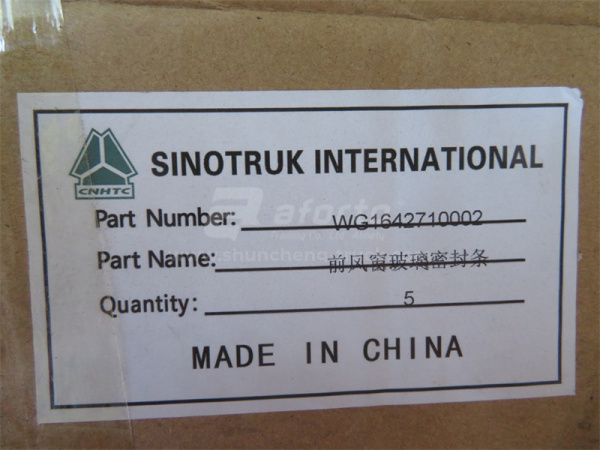 SINOTRUK INTERNATIONAL
CNHTC
Part Number: WG1642710002
Part Name: 前风窗玻璃密封条
Quantity: 5
MADE IN CHINA
aforto